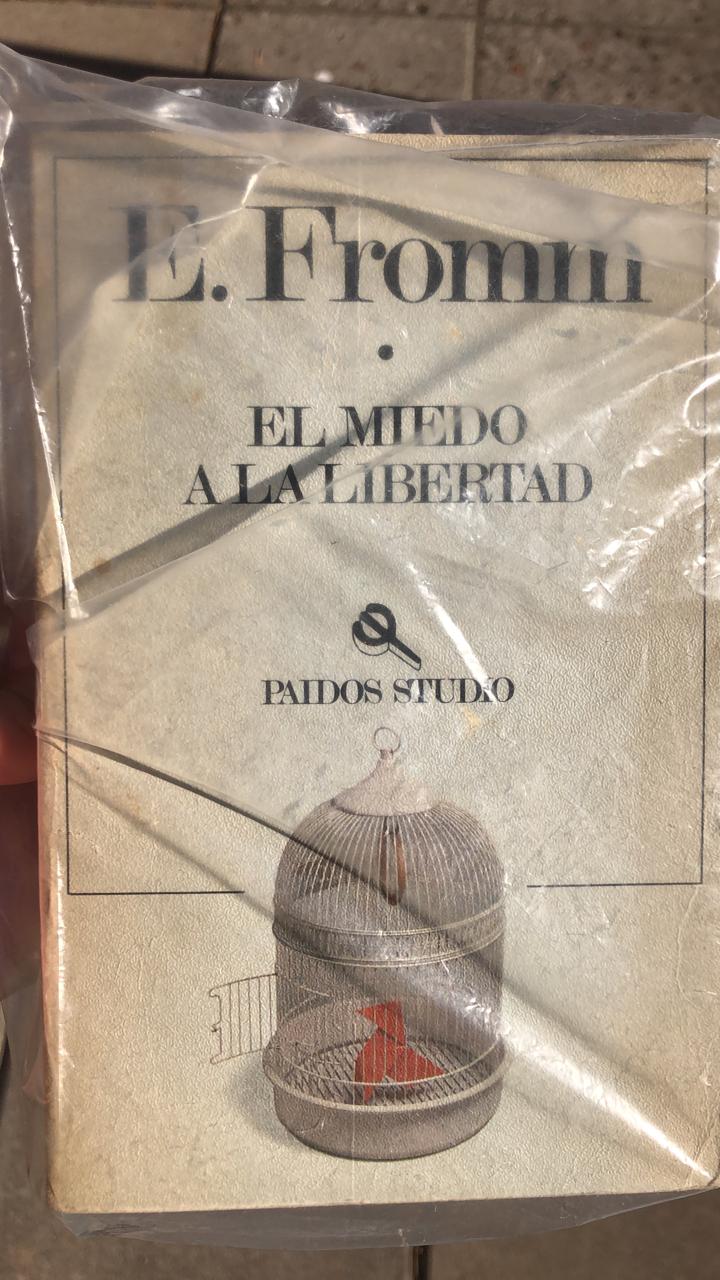 E. Fromm
EL MIEDO
A LA LIBERTAD
PAIDOS STUDIO